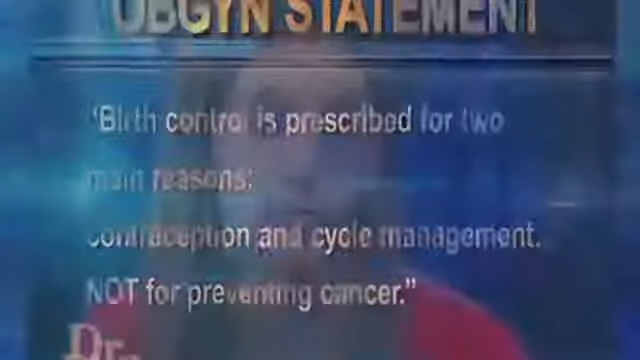 OBGYN STATEMENT
"Birth control is prescribed for two
main reasons:
contraception and cycle management.
NOT for preventing cancer."
Dr.